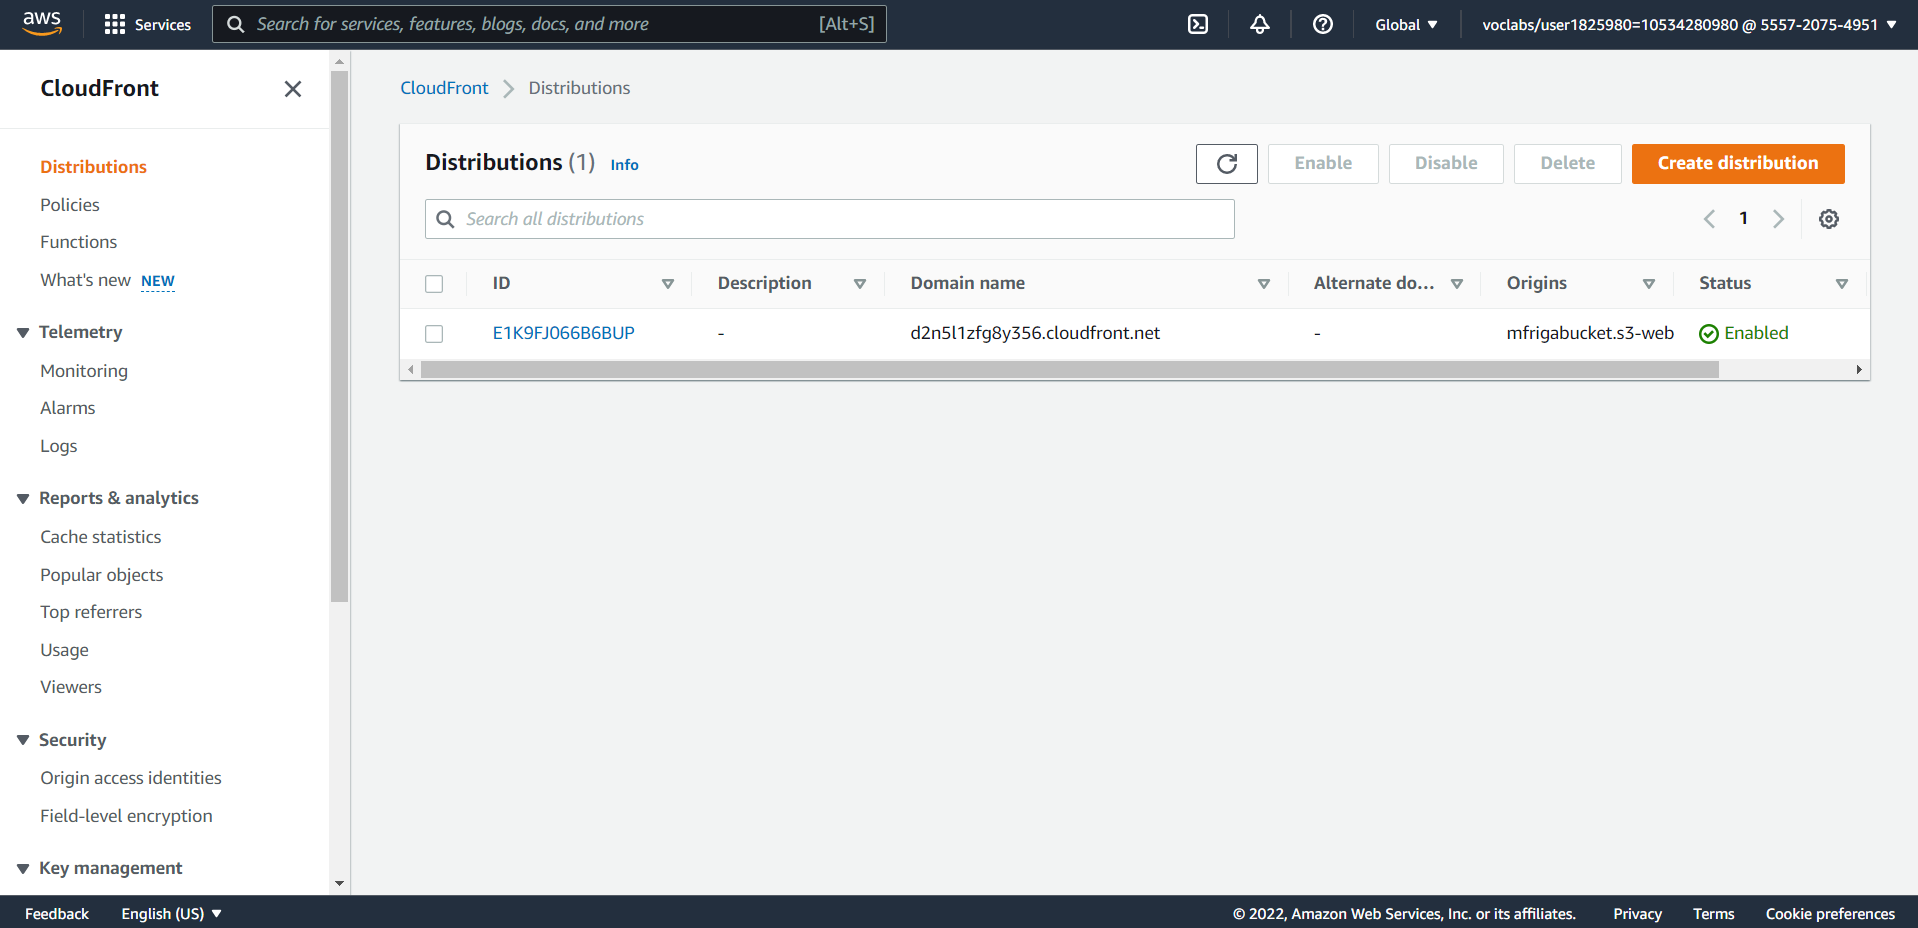 aws
Services
Search for services, features, blogs, docs, and more [Alt+S]
Global
voclabs/user1825980=10534280980 @ 5557-2075-4951
CloudFront
Distributions
Policies
Functions
What's new NEW
Telemetry
Monitoring
Alarms
Logs
Reports & analytics
Cache statistics
Popular objects
Top referrers
Usage
Viewers
Security
Origin access identities
Field-level encryption
Key management
CloudFront Distributions
Distributions (1) Info
Enable
Disable
Delete
Create distribution
Search all distributions
1
ID Description Domain name Alternate do... Origins Status
E1K9FJ066B6BUP - d2n5l1zfg8y356.cloudfront.net - mfrigabucket.s3-web Enabled
Feedback English (US) © 2022, Amazon Web Services, Inc. or its affiliates. Privacy Terms Cookie preferences